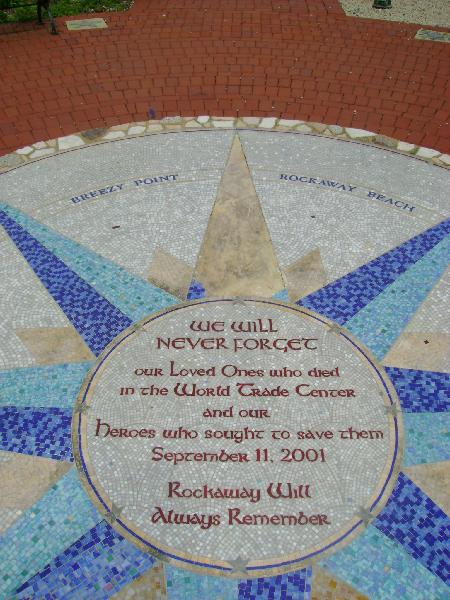 BREEZY POINT
ROCKAWAY BEACH
WE WILL
NEVER FORGET
our Loved Ones who died
in the World Trade Center
and our
Heroes who sought to save them
September 11, 2001
Rockaway Will
Always Remember